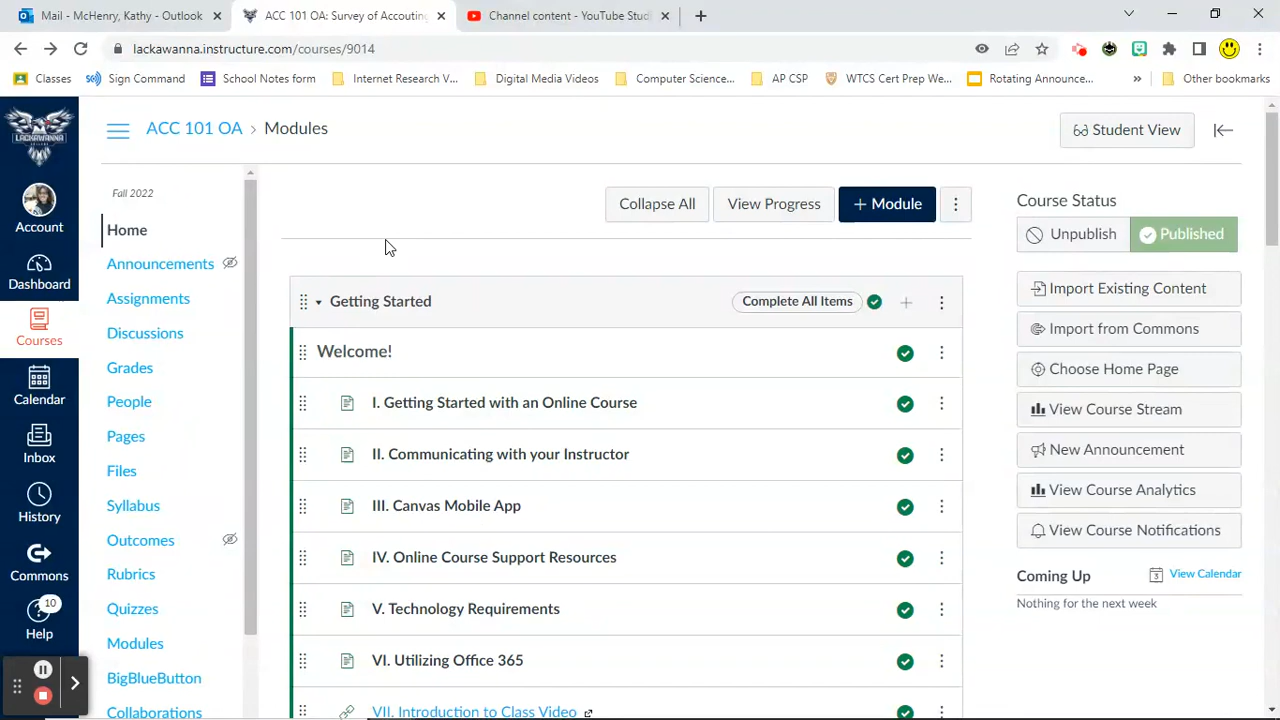 Mail - McHenry, Kathy - Outlook
ACC 101 OA: Survey of Accouting
Channel content - YouTube Studi
lackawanna.instructure.com/courses/9014
Classes
Sign Command
School Notes form
Internet Research V...
Digital Media Videos
Computer Science...
AP CSP
WTCS Cert Prep We...
Rotating Announce...
»
Other bookmarks
LACKAWANNA
ACC 101 OA > Modules
Student View
Fall 2022
Collapse All
View Progress
+ Module
Course Status
Unpublish
Published
Account
Dashboard
Courses
Calendar
Inbox
History
Commons
10
Help
Home
Announcements
Assignments
Discussions
Grades
People
Pages
Files
Syllabus
Outcomes
Rubrics
Quizzes
Modules
BigBlueButton
Collaborations
Getting Started
Complete All Items
Welcome!
I. Getting Started with an Online Course
II. Communicating with your Instructor
III. Canvas Mobile App
IV. Online Course Support Resources
V. Technology Requirements
VI. Utilizing Office 365
VII. Introduction to Class Video
Import Existing Content
Import from Commons
Choose Home Page
View Course Stream
New Announcement
View Course Analytics
View Course Notifications
Coming Up
3 View Calendar
Nothing for the next week